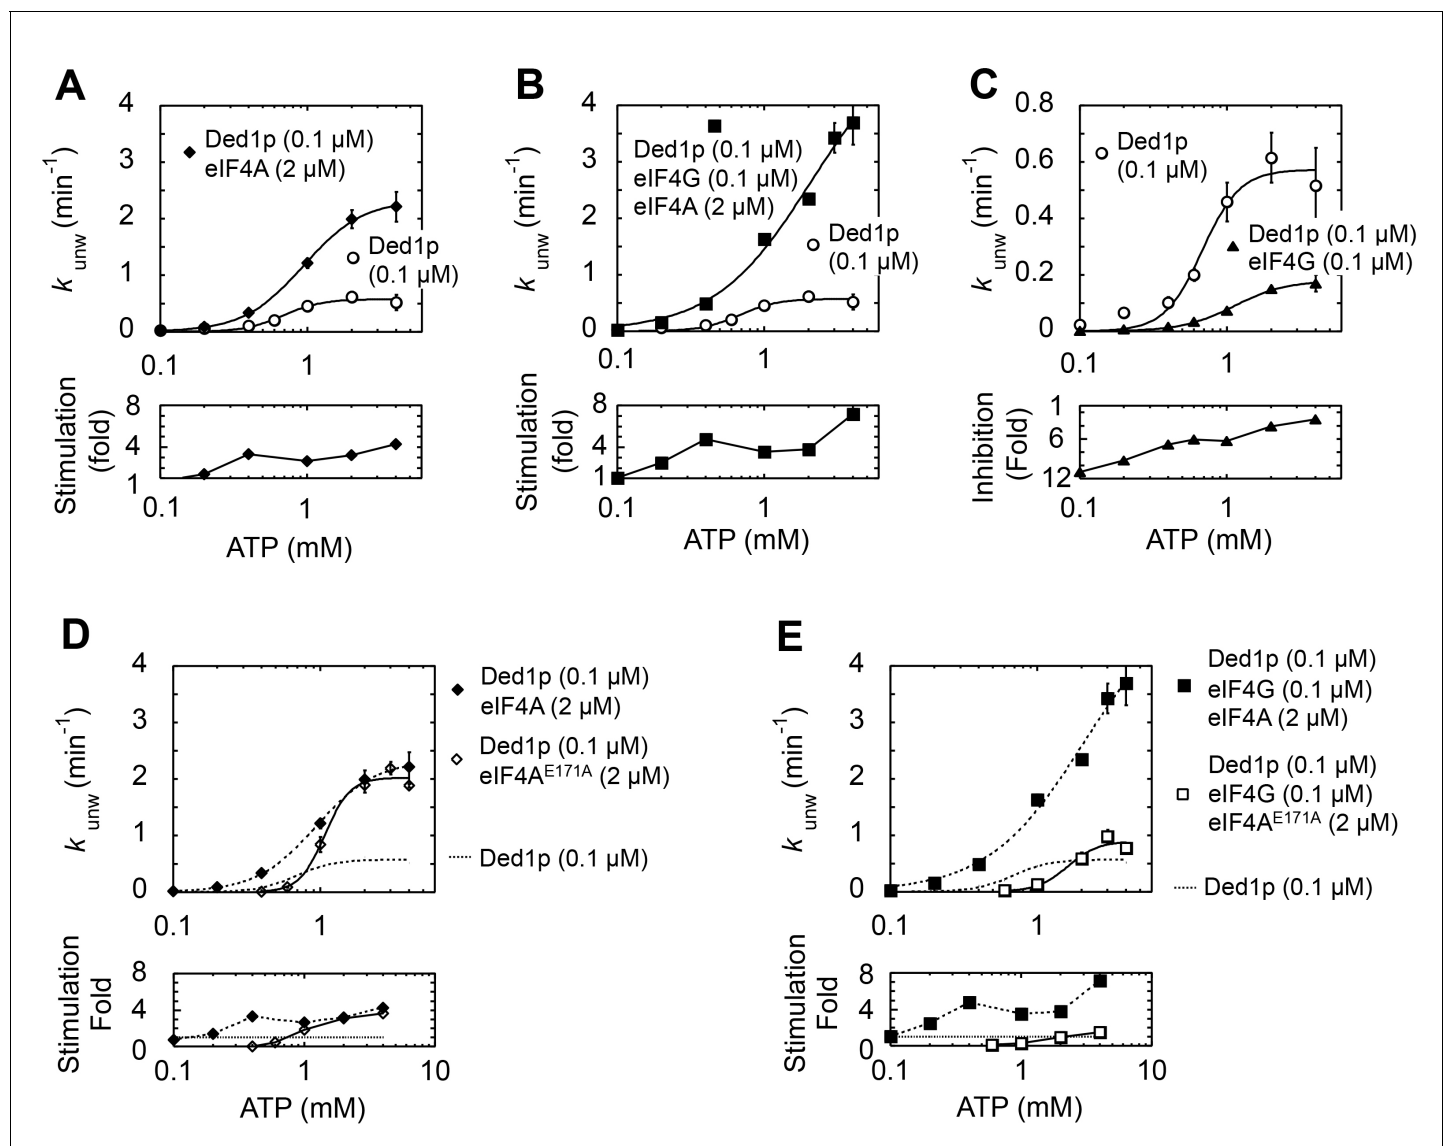 A
4
3
2
1
0
k unw (min-1)
Ded1p (0.1 µM)
eIF4A (2 µM)
Ded1p
(0.1 µM)
0.1
1
Stimulation
(fold)
8
4
1
0.1
1
ATP (mM)
B
4
3
2
1
0
k unw (min-1)
Ded1p (0.1 µM)
eIF4G (0.1 µM)
eIF4A (2 µM)
Ded1p
(0.1 µM)
0.1
1
Stimulation
(fold)
8
4
1
0.1
1
ATP (mM)
C
0.8
0.6
0.4
0.2
0
k unw (min-1)
Ded1p
(0.1 µM)
Ded1p (0.1 µM)
eIF4G (0.1 µM)
0.1
1
Inhibition
(Fold)
1
6
12
0.1
1
ATP (mM)
D
4
3
2
1
0
k unw (min-1)
0.1
1
Ded1p (0.1 µM)
eIF4A (2 µM)
Ded1p (0.1 µM)
eIF4AE171A (2 µM)
Ded1p (0.1 µM)
Stimulation
Fold
8
4
0
0.1
1
10
ATP (mM)
E
4
3
2
1
0
k unw (min-1)
0.1
1
Ded1p (0.1 µM)
eIF4G (0.1 µM)
eIF4A (2 µM)
Ded1p (0.1 µM)
eIF4G (0.1 µM)
eIF4AE171A (2 µM)
Ded1p (0.1 µM)
Stimulation
Fold
8
4
0
0.1
1
10
ATP (mM)